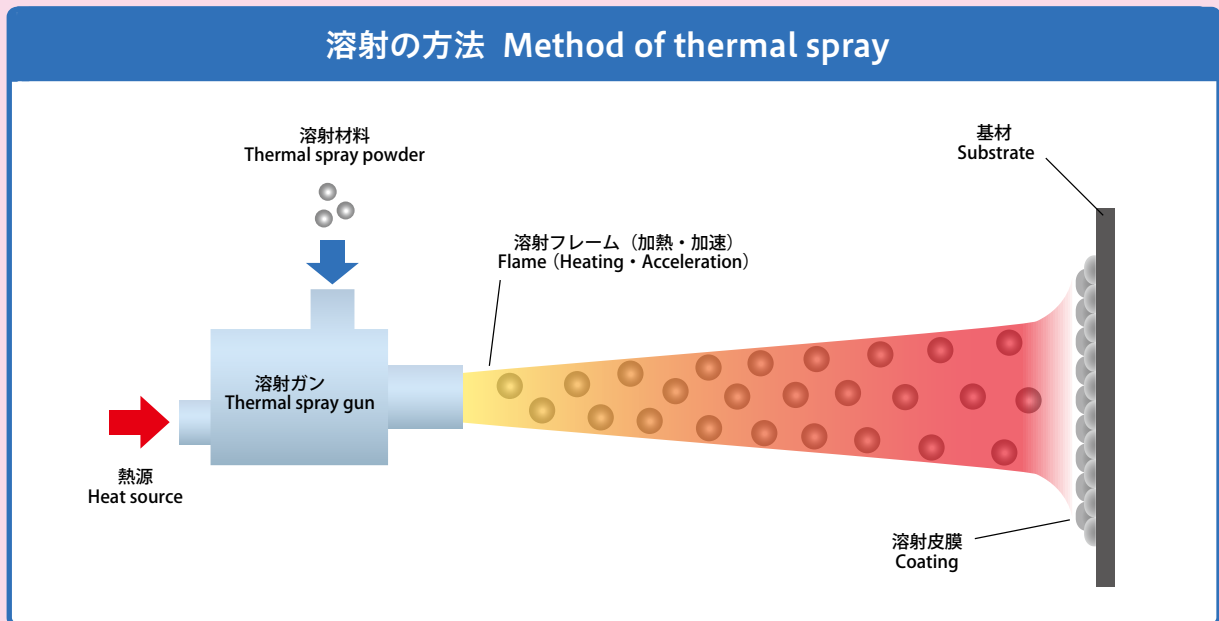 溶射の方法 Method of thermal spray
溶射材料
Thermal spray powder
基材
Substrate
溶射フレーム（加熱・加速）
Flame（Heating・Acceleration）
溶射ガン
Thermal spray gun
熱源
Heat source
溶射皮膜
Coating